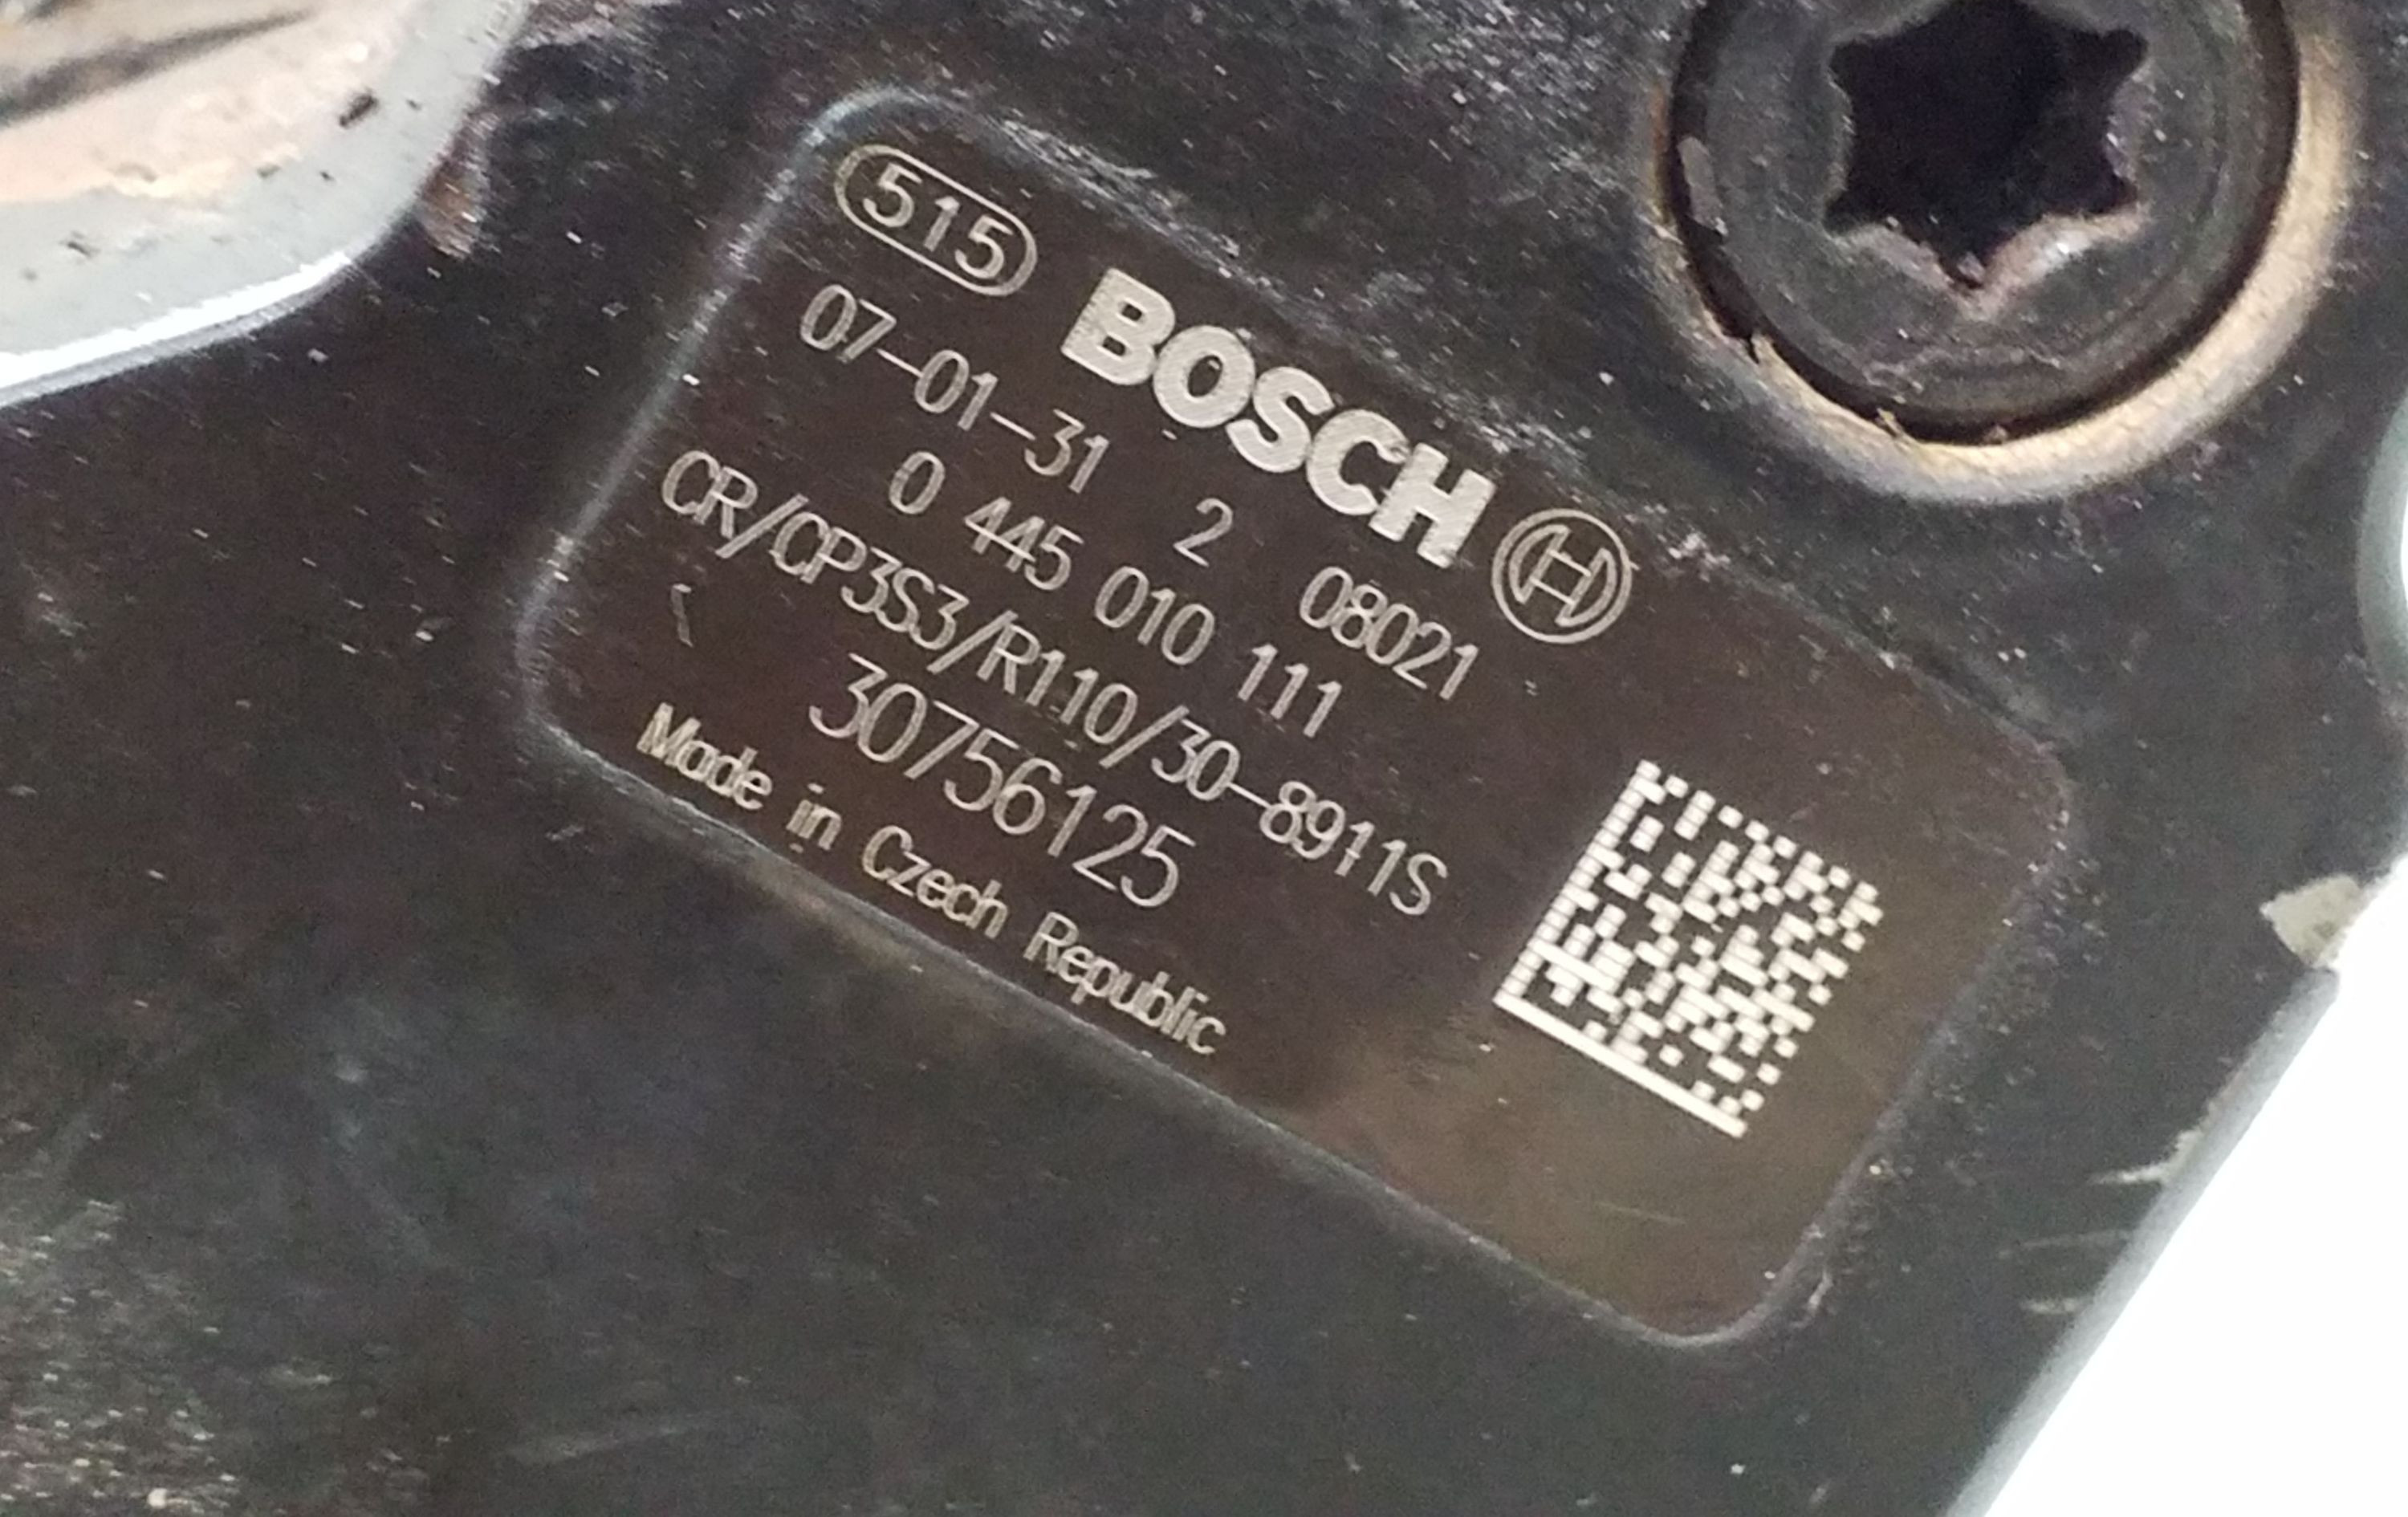 515
BOSCH
07-01-31 2 08021
0 445 010 111
CR/CP3S3/R110/30-8911S
30756125
Made in Czech Republic